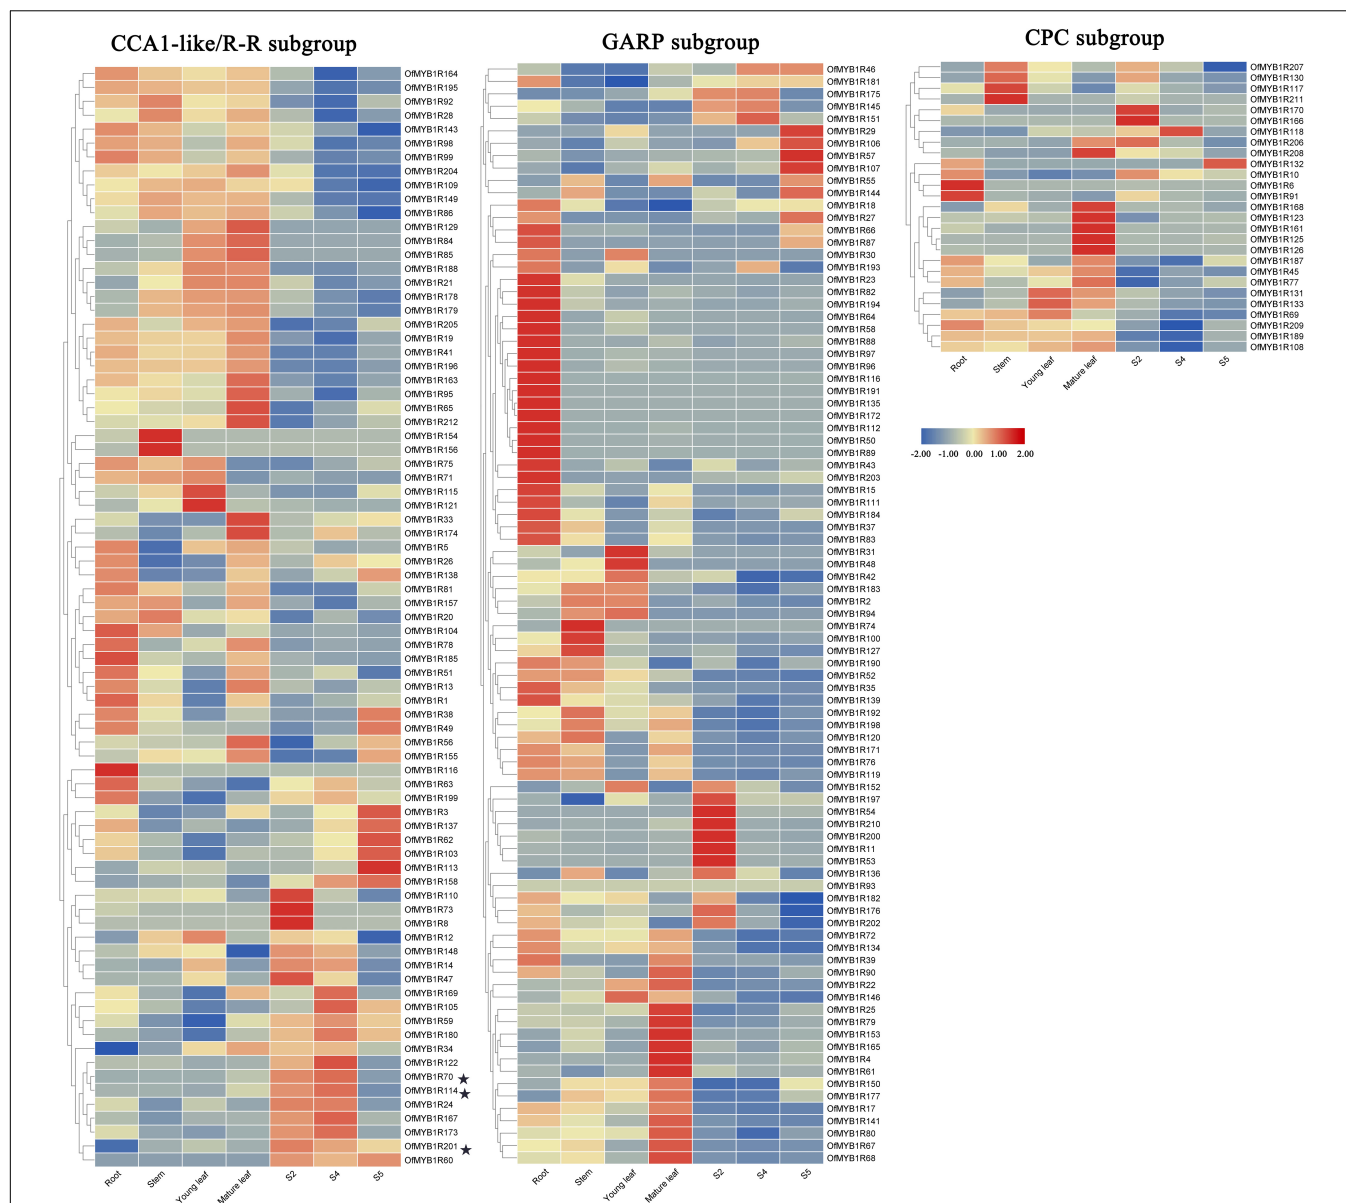 CCA1-like/R-R subgroup
OfMYB1R164
OfMYB1R195
OfMYB1R92
OfMYB1R28
OfMYB1R143
OfMYB1R98
OfMYB1R99
OfMYB1R204
OfMYB1R109
OfMYB1R149
OfMYB1R86
OfMYB1R129
OfMYB1R84
OfMYB1R85
OfMYB1R188
OfMYB1R21
OfMYB1R178
OfMYB1R179
OfMYB1R205
OfMYB1R19
OfMYB1R41
OfMYB1R196
OfMYB1R163
OfMYB1R95
OfMYB1R65
OfMYB1R212
OfMYB1R154
OfMYB1R156
OfMYB1R75
OfMYB1R71
OfMYB1R115
OfMYB1R121
OfMYB1R33
OfMYB1R174
OfMYB1R5
OfMYB1R26
OfMYB1R138
OfMYB1R81
OfMYB1R157
OfMYB1R20
OfMYB1R104
OfMYB1R78
OfMYB1R185
OfMYB1R51
OfMYB1R13
OfMYB1R1
OfMYB1R38
OfMYB1R49
OfMYB1R56
OfMYB1R155
OfMYB1R116
OfMYB1R63
OfMYB1R199
OfMYB1R3
OfMYB1R137
OfMYB1R62
OfMYB1R103
OfMYB1R113
OfMYB1R158
OfMYB1R110
OfMYB1R73
OfMYB1R8
OfMYB1R12
OfMYB1R148
OfMYB1R14
OfMYB1R47
OfMYB1R169
OfMYB1R105
OfMYB1R59
OfMYB1R180
OfMYB1R34
OfMYB1R122
OfMYB1R70
OfMYB1R114
OfMYB1R24
OfMYB1R167
OfMYB1R173
OfMYB1R201
OfMYB1R60
Root Stem Young leaf Mature leaf S2 S4 S5
GARP subgroup
OfMYB1R46
OfMYB1R181
OfMYB1R175
OfMYB1R145
OfMYB1R151
OfMYB1R29
OfMYB1R106
OfMYB1R57
OfMYB1R107
OfMYB1R55
OfMYB1R144
OfMYB1R18
OfMYB1R27
OfMYB1R66
OfMYB1R87
OfMYB1R30
OfMYB1R193
OfMYB1R23
OfMYB1R82
OfMYB1R194
OfMYB1R64
OfMYB1R58
OfMYB1R88
OfMYB1R97
OfMYB1R96
OfMYB1R116
OfMYB1R191
OfMYB1R135
OfMYB1R172
OfMYB1R112
OfMYB1R50
OfMYB1R89
OfMYB1R43
OfMYB1R203
OfMYB1R15
OfMYB1R111
OfMYB1R184
OfMYB1R37
OfMYB1R83
OfMYB1R31
OfMYB1R48
OfMYB1R42
OfMYB1R183
OfMYB1R2
OfMYB1R94
OfMYB1R74
OfMYB1R100
OfMYB1R127
OfMYB1R190
OfMYB1R52
OfMYB1R35
OfMYB1R139
OfMYB1R192
OfMYB1R198
OfMYB1R120
OfMYB1R171
OfMYB1R76
OfMYB1R119
OfMYB1R152
OfMYB1R197
OfMYB1R54
OfMYB1R210
OfMYB1R200
OfMYB1R11
OfMYB1R53
OfMYB1R136
OfMYB1R93
OfMYB1R182
OfMYB1R176
OfMYB1R202
OfMYB1R72
OfMYB1R134
OfMYB1R39
OfMYB1R90
OfMYB1R22
OfMYB1R146
OfMYB1R25
OfMYB1R79
OfMYB1R153
OfMYB1R165
OfMYB1R4
OfMYB1R61
OfMYB1R150
OfMYB1R177
OfMYB1R17
OfMYB1R141
OfMYB1R80
OfMYB1R67
OfMYB1R68
Root Stem Young leaf Mature leaf S2 S4 S5
CPC subgroup
OfMYB1R207
OfMYB1R130
OfMYB1R117
OfMYB1R211
OfMYB1R170
OfMYB1R166
OfMYB1R118
OfMYB1R206
OfMYB1R208
OfMYB1R132
OfMYB1R10
OfMYB1R6
OfMYB1R91
OfMYB1R168
OfMYB1R123
OfMYB1R161
OfMYB1R125
OfMYB1R126
OfMYB1R187
OfMYB1R45
OfMYB1R77
OfMYB1R131
OfMYB1R133
OfMYB1R69
OfMYB1R209
OfMYB1R189
OfMYB1R108
Root Stem Young leaf Mature leaf S2 S4 S5
-2.00 -1.00 0.00 1.00 2.00